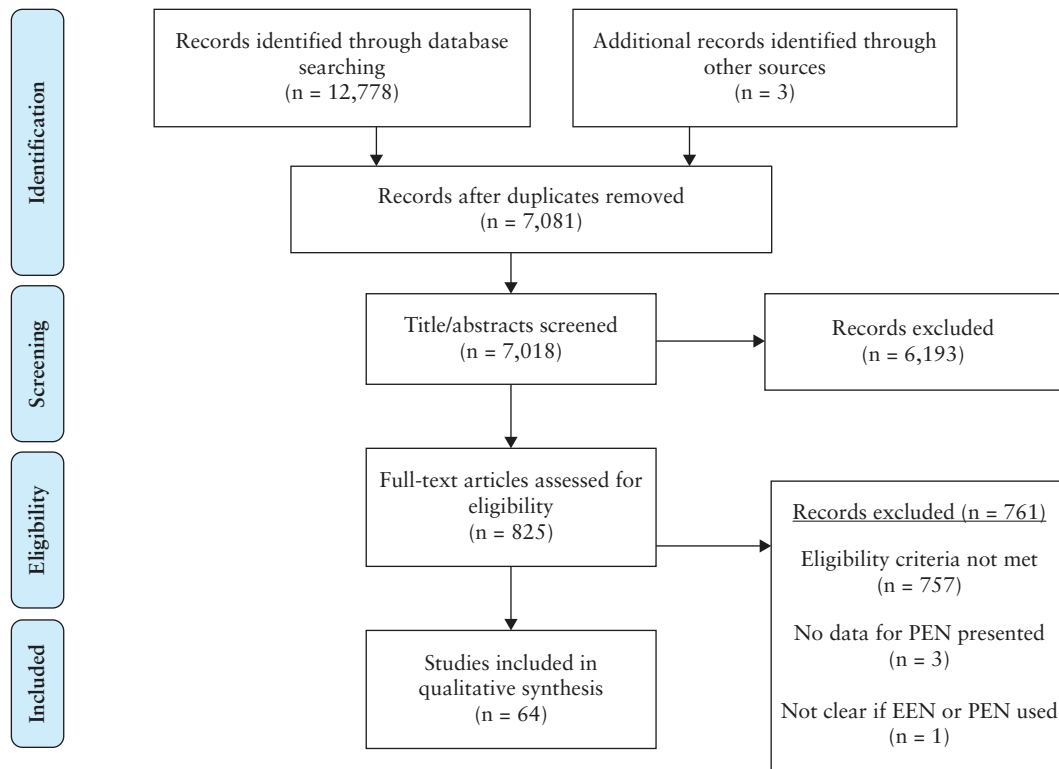 Identification
Records identified through database
searching
(n = 12,778)
Additional records identified through
other sources
(n = 3)
Records after duplicates removed
(n = 7,081)
Screening
Title/abstracts screened
(n = 7,018)
Records excluded
(n = 6,193)
Eligibility
Full-text articles assessed for
eligibility
(n = 825)
Records excluded (n = 761)
Eligibility criteria not met
(n = 757)
No data for PEN presented
(n = 3)
Not clear if EEN or PEN used
(n = 1)
Included
Studies included in
qualitative synthesis
(n = 64)